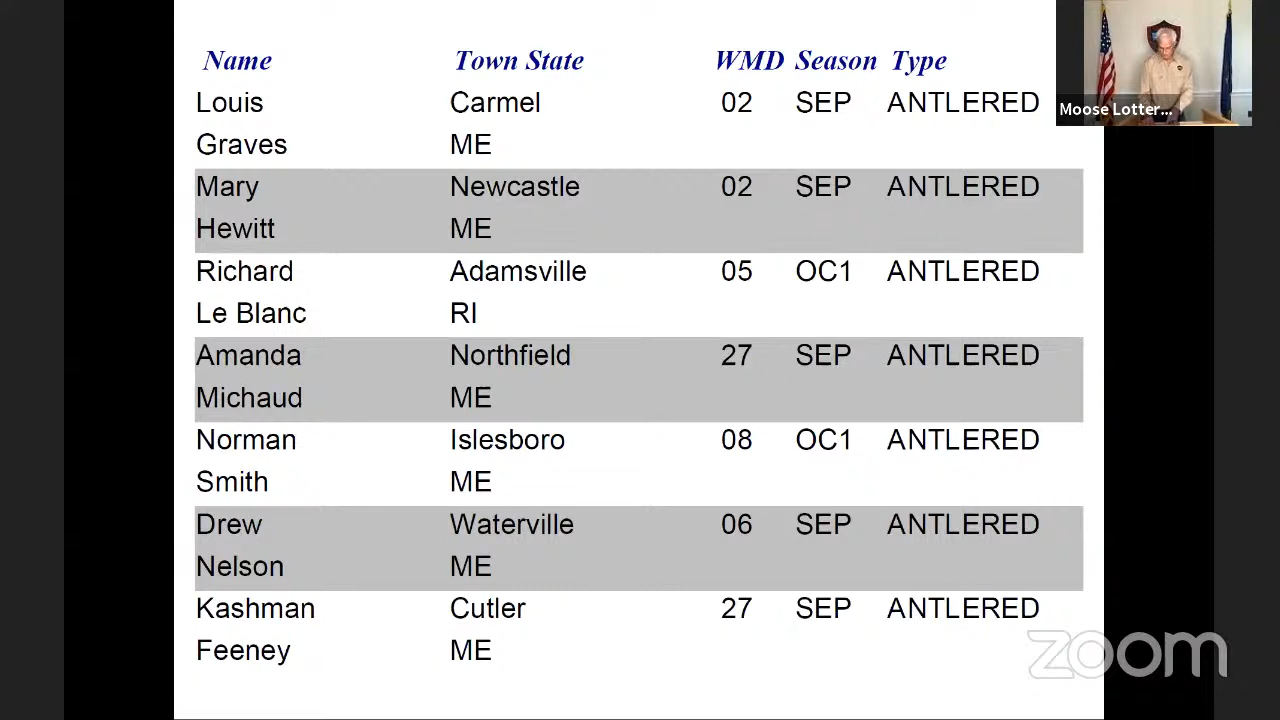 Name Town State WMD Season Type
Louis Carmel 02 SEP ANTLERED
Graves ME
Mary Newcastle 02 SEP ANTLERED
Hewitt ME
Richard Adamsville 05 OC1 ANTLERED
Le Blanc RI
Amanda Northfield 27 SEP ANTLERED
Michaud ME
Norman Islesboro 08 OC1 ANTLERED
Smith ME
Drew Waterville 06 SEP ANTLERED
Nelson ME
Kashman Cutler 27 SEP ANTLERED
Feeney ME
Moose Lotter...
zoom